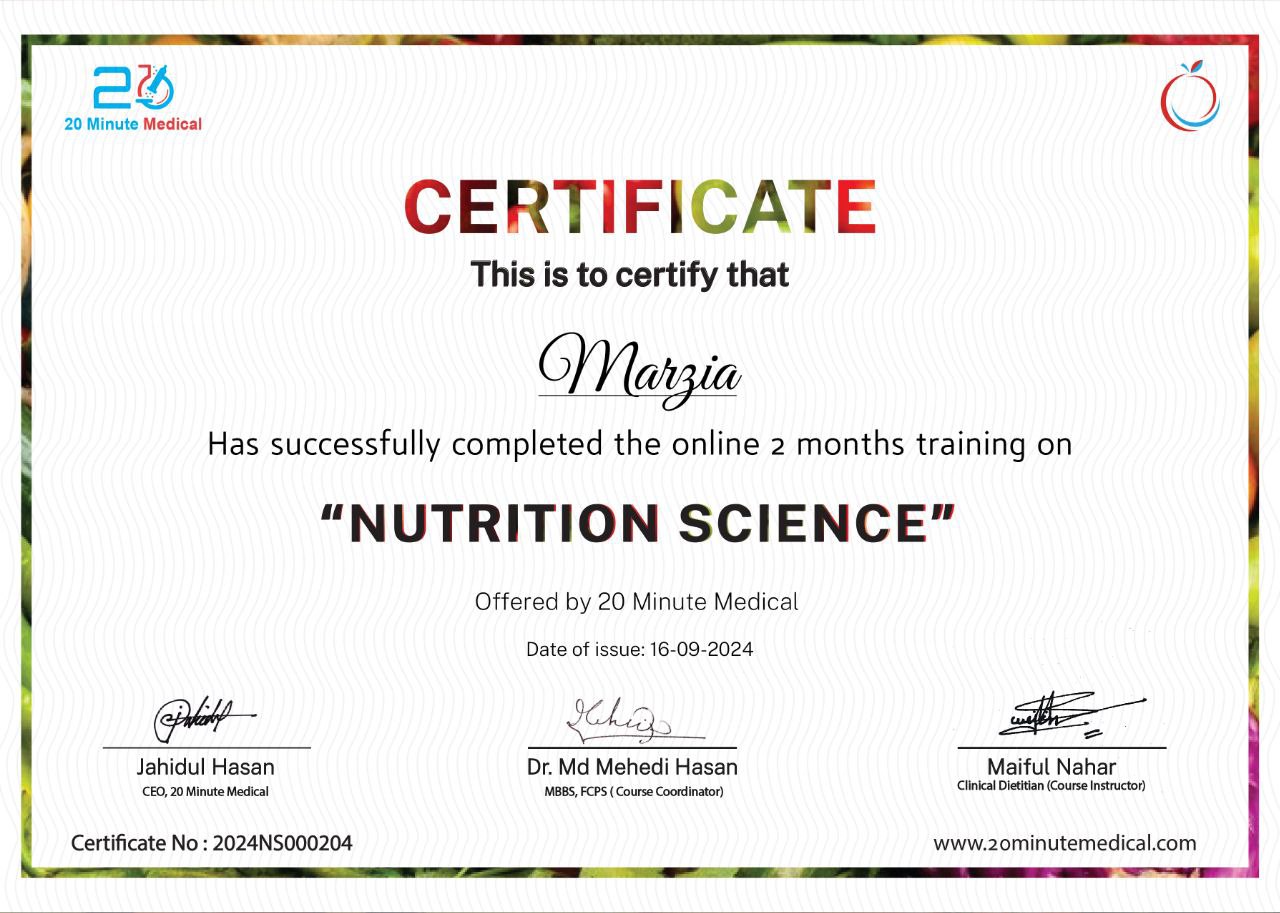 20 Minute Medical
CERTIFICATE
This is to certify that
Marzia
Has successfully completed the online 2 months training on
“NUTRITION SCIENCE”
Offered by 20 Minute Medical
Date of issue: 16-09-2024
Jahidul Hasan
CEO, 20 Minute Medical
Dr. Md Mehedi Hasan
MBBS, FCPS ( Course Coordinator)
Maiful Nahar
Clinical Dietitian (Course Instructor)
Certificate No : 2024NS000204
www.20minutemedical.com